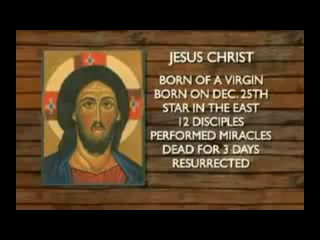 JESUS CHRIST
BORN OF A VIRGIN
BORN ON DEC. 25TH
STAR IN THE EAST
12 DISCIPLES
PERFORMED MIRACLES
DEAD FOR 3 DAYS
RESURRECTED